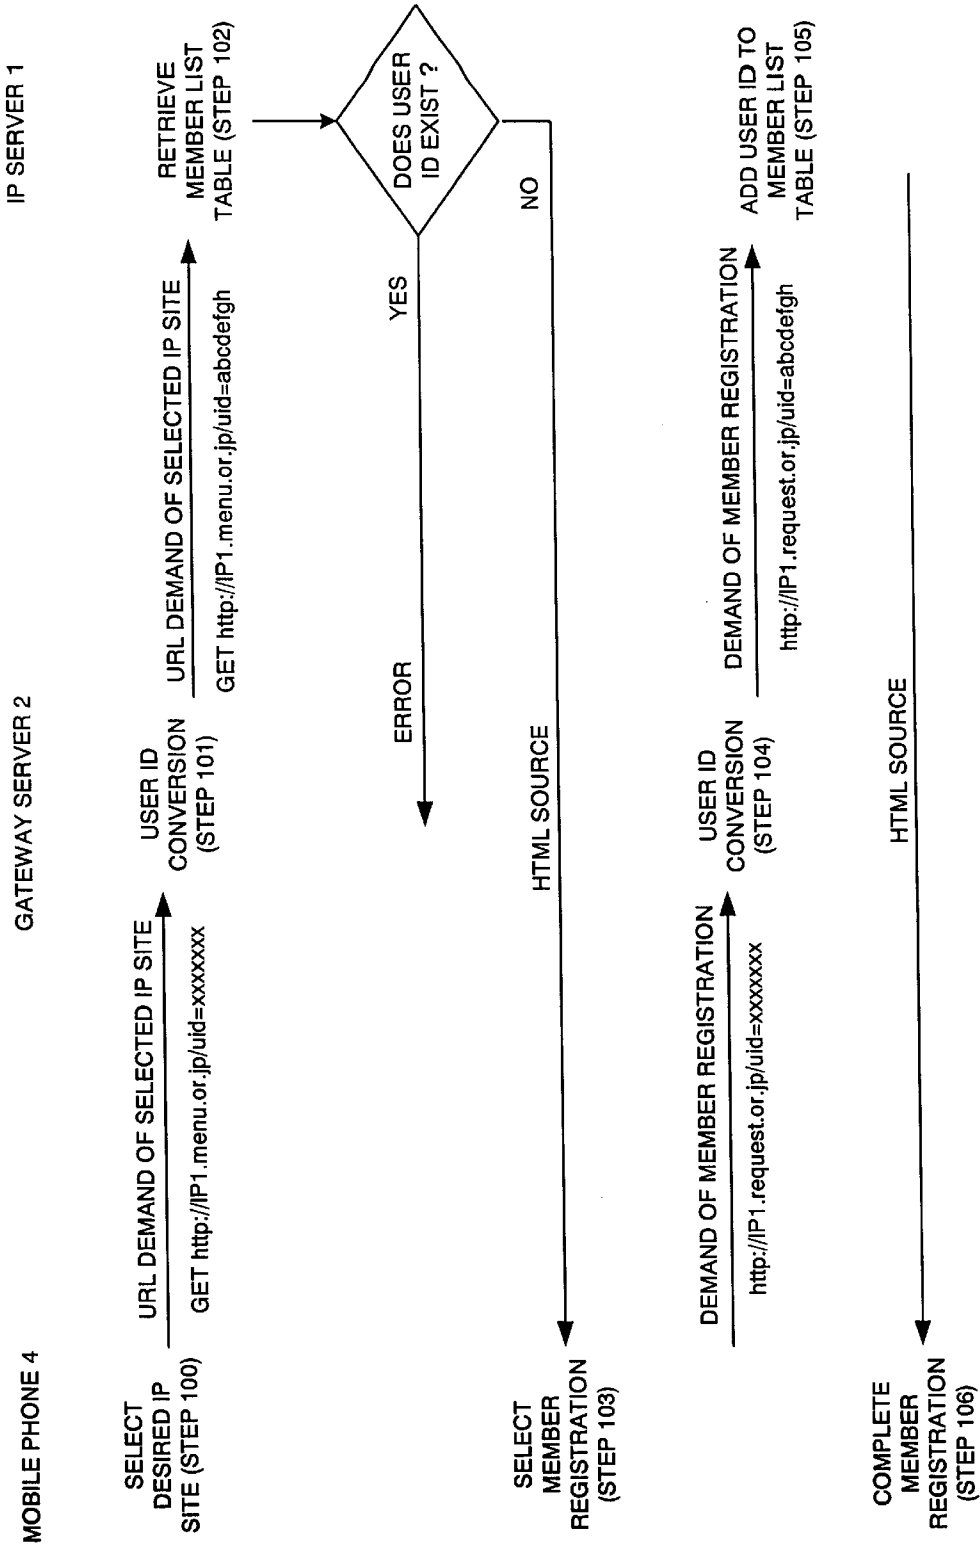 MOBILE PHONE 4
GATEWAY SERVER 2
IP SERVER 1
SELECT
DESIRED IP
SITE (STEP 100)
URL DEMAND OF SELECTED IP SITE
GET http://IP1.menu.or.jp/uid=xxxxxxx
USER ID
CONVERSION
(STEP 101)
URL DEMAND OF SELECTED IP SITE
GET http://IP1.menu.or.jp/uid=abcdefgh
RETRIEVE
MEMBER LIST
TABLE (STEP 102)
DOES USER
ID EXIST ?
YES
ERROR
NO
HTML SOURCE
SELECT
MEMBER
REGISTRATION
(STEP 103)
DEMAND OF MEMBER REGISTRATION
http://IP1.request.or.jp/uid=xxxxxxx
USER ID
CONVERSION
(STEP 104)
DEMAND OF MEMBER REGISTRATION
http://IP1.request.or.jp/uid=abcdefgh
ADD USER ID TO
MEMBER LIST
TABLE (STEP 105)
HTML SOURCE
COMPLETE
MEMBER
REGISTRATION
(STEP 106)